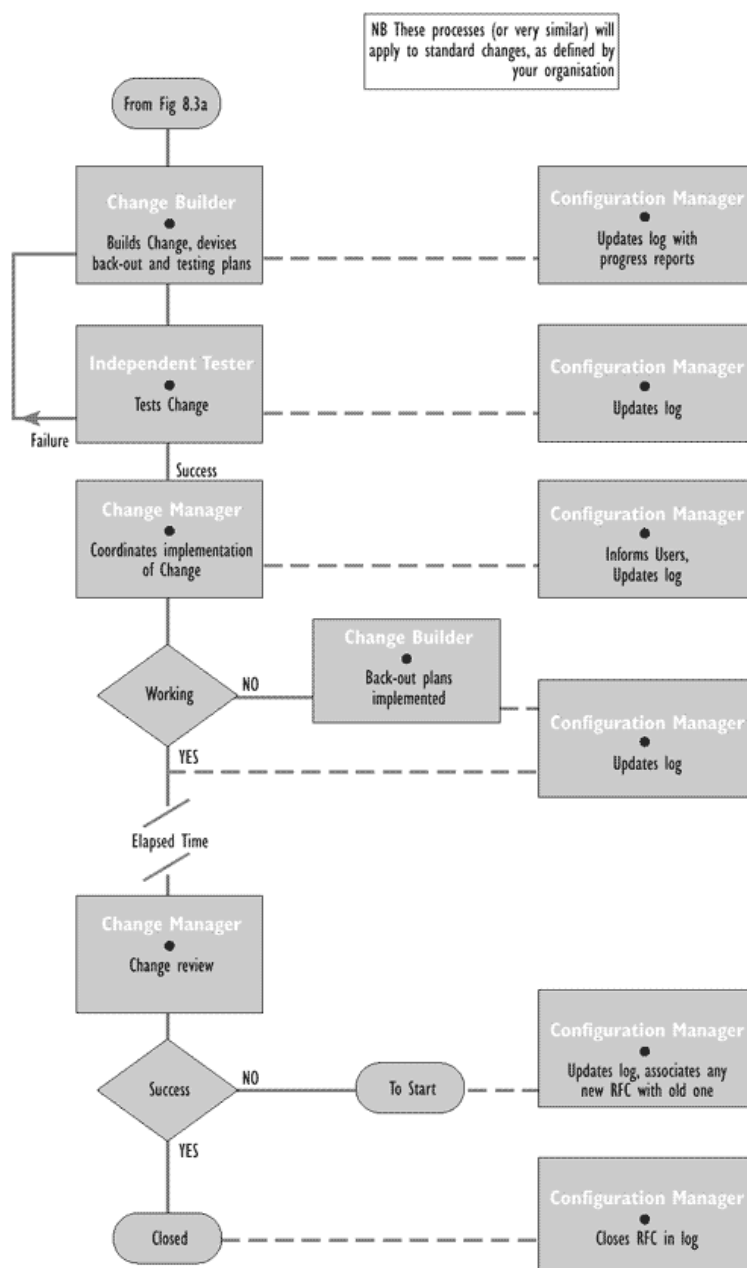 NB These processes (or very similar) will
apply to standard changes, as defined by
your organisation
From Fig 8.3a
Change Builder
Builds Change, devises
back-out and testing plans
Configuration Manager
Updates log with
progress reports
Independent Tester
Tests Change
Configuration Manager
Updates log
Failure
Success
Change Manager
Coordinates implementation
of Change
Configuration Manager
Informs Users,
Updates log
Working
NO
Change Builder
Back-out plans
implemented
Configuration Manager
Updates log
YES
Elapsed Time
Change Manager
Change review
Success
NO
To Start
Configuration Manager
Updates log, associates any
new RFC with old one
YES
Closed
Configuration Manager
Closes RFC in log